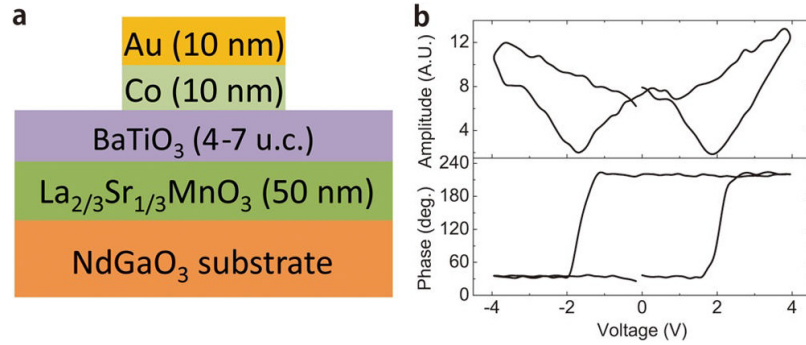 a
Au (10 nm)
Co (10 nm)
BaTiO₃ (4-7 u.c.)
La₂/₃Sr₁/₃MnO₃ (50 nm)
NdGaO₃ substrate
b
Amplitude (A.U.)
12
8
4
Phase (deg.)
240
180
120
60
0
-4 -2 0 2 4
Voltage (V)